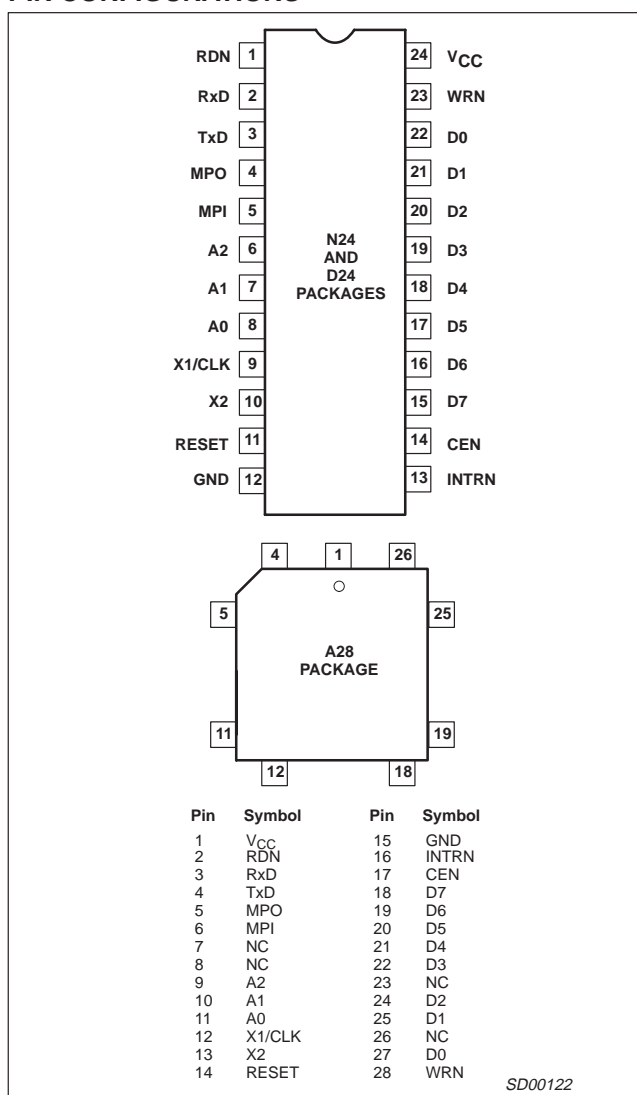 RDN 1 24 VCC
RxD 2 23 WRN
TxD 3 22 D0
MPO 4 21 D1
MPI 5 20 D2
A2 6 19 D3
A1 7 18 D4
A0 8 17 D5
X1/CLK 9 16 D6
X2 10 15 D7
RESET 11 14 CEN
GND 12 13 INTRN
N24
AND
D24
PACKAGES
4 1 26
5 25
A28
PACKAGE
11 19
12 18
Pin Symbol Pin Symbol
1 VCC 15 GND
2 RDN 16 INTRN
3 RxD 17 CEN
4 TxD 18 D7
5 MPO 19 D6
6 MPI 20 D5
7 NC 21 D4
8 NC 22 D3
9 A2 23 NC
10 A1 24 D2
11 A0 25 D1
12 X1/CLK 26 NC
13 X2 27 D0
14 RESET 28 WRN
SD00122